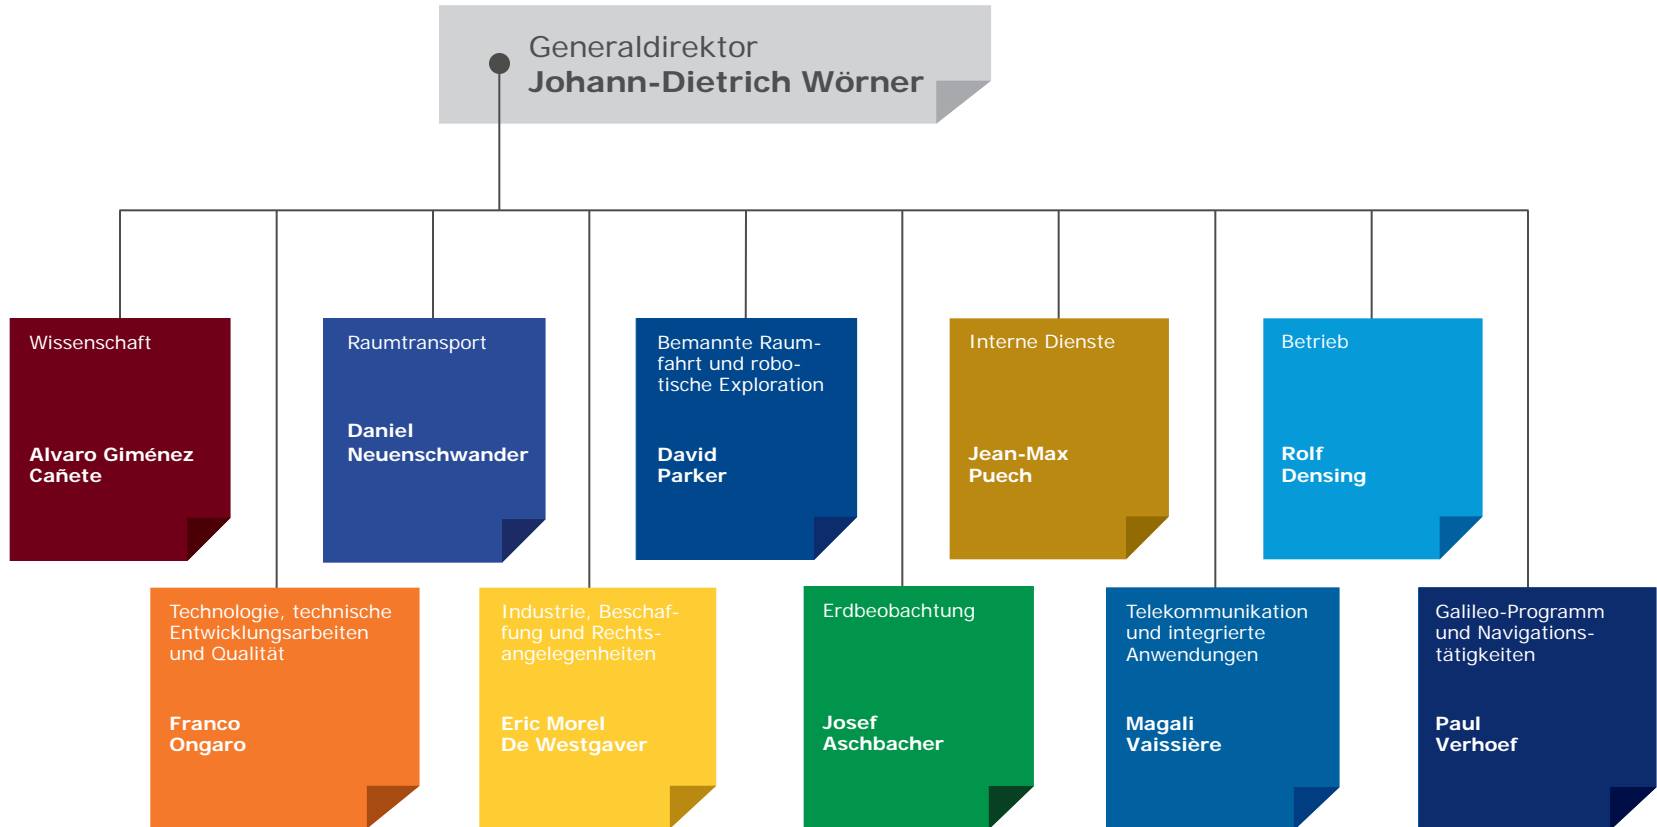 Generaldirektor
Johann-Dietrich Wörner
Wissenschaft
Alvaro Giménez
Cañete
Raumtransport
Daniel
Neuenschwander
Bemannte Raum-
fahrt und robo-
tische Exploration
David
Parker
Interne Dienste
Jean-Max
Puech
Betrieb
Rolf
Densing
Technologie, technische
Entwicklungsarbeiten
und Qualität
Franco
Ongaro
Industrie, Beschaf-
fung und Rechts-
angelegenheiten
Eric Morel
De Westgaver
Erdbeobachtung
Josef
Aschbacher
Telekommunikation
und integrierte
Anwendungen
Magali
Vaissière
Galileo-Programm
und Navigations-
tätigkeiten
Paul
Verhoef